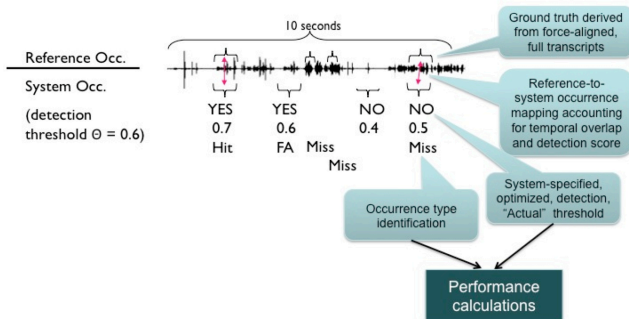 10 seconds
Reference Occ.
System Occ.
(detection
threshold Θ = 0.6)
YES YES NO NO
0.7 0.6 0.4 0.5
Hit FA Miss Miss
Miss
Ground truth derived
from force-aligned,
full transcripts
Reference-to-
system occurrence
mapping accounting
for temporal overlap
and detection score
System-specified,
optimized, detection,
“Actual” threshold
Occurrence type
identification
Performance
calculations